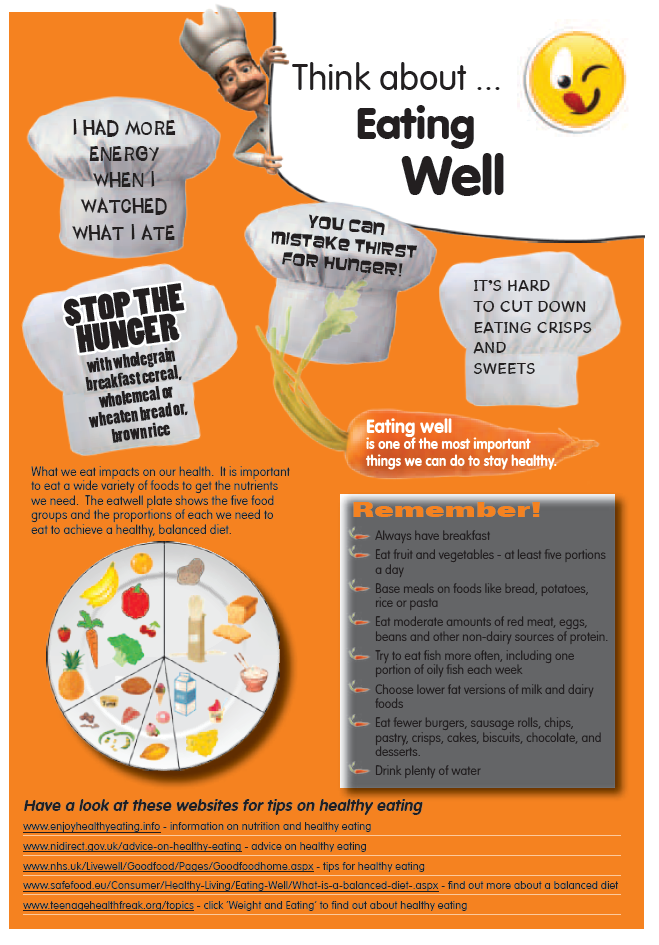 Think about ...
Eating
Well
I HAD MORE
ENERGY
WHEN I
WATCHED
WHAT I ATE
YOU CAN
MISTAKE THIRST
FOR HUNGER!
IT'S HARD
TO CUT DOWN
EATING CRISPS
AND
SWEETS
STOP THE
HUNGER
with wholegrain
breakfast cereal,
wholemeal or
wheaten bread or,
brown rice
Eating well
is one of the most important
things we can do to stay healthy.
What we eat impacts on our health. It is important
to eat a wide variety of foods to get the nutrients
we need. The eatwell plate shows the five food
groups and the proportions of each we need to
eat to achieve a healthy, balanced diet.
Remember!
Always have breakfast
Eat fruit and vegetables - at least five portions
a day
Base meals on foods like bread, potatoes,
rice or pasta
Eat moderate amounts of red meat, eggs,
beans and other non-dairy sources of protein.
Try to eat fish more often, including one
portion of oily fish each week
Choose lower fat versions of milk and dairy
foods
Eat fewer burgers, sausage rolls, chips,
pastry, crisps, cakes, biscuits, chocolate, and
desserts.
Drink plenty of water
Have a look at these websites for tips on healthy eating
www.enjoyhealthyeating.info - information on nutrition and healthy eating
www.nidirect.gov.uk/advice-on-healthy-eating - advice on healthy eating
www.nhs.uk/Livewell/Goodfood/Pages/Goodfoodhome.aspx - tips for healthy eating
www.safefood.eu/Consumer/Healthy-Living/Eating-Well/What-is-a-balanced-diet-.aspx - find out more about a balanced diet
www.teenagehealthfreak.org/topics - click 'Weight and Eating' to find out about healthy eating